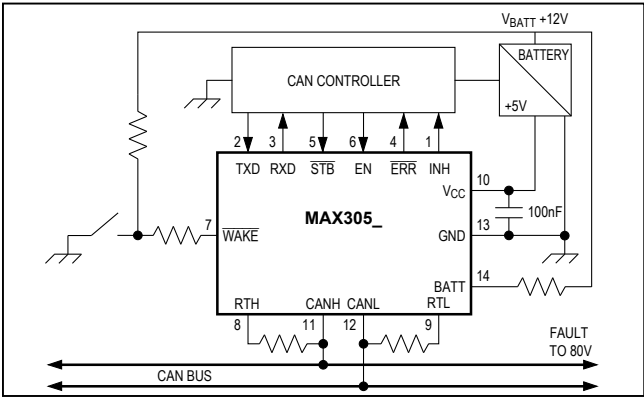 VBATT +12V
BATTERY
+5V
CAN CONTROLLER
2 3 5 6 4 1
TXD RXD STB EN ERR INH
10
VCC
100nF
MAX305_
7
WAKE
13
GND
14
BATT
RTH CANH CANL RTL
8 11 12 9
FAULT
TO 80V
CAN BUS